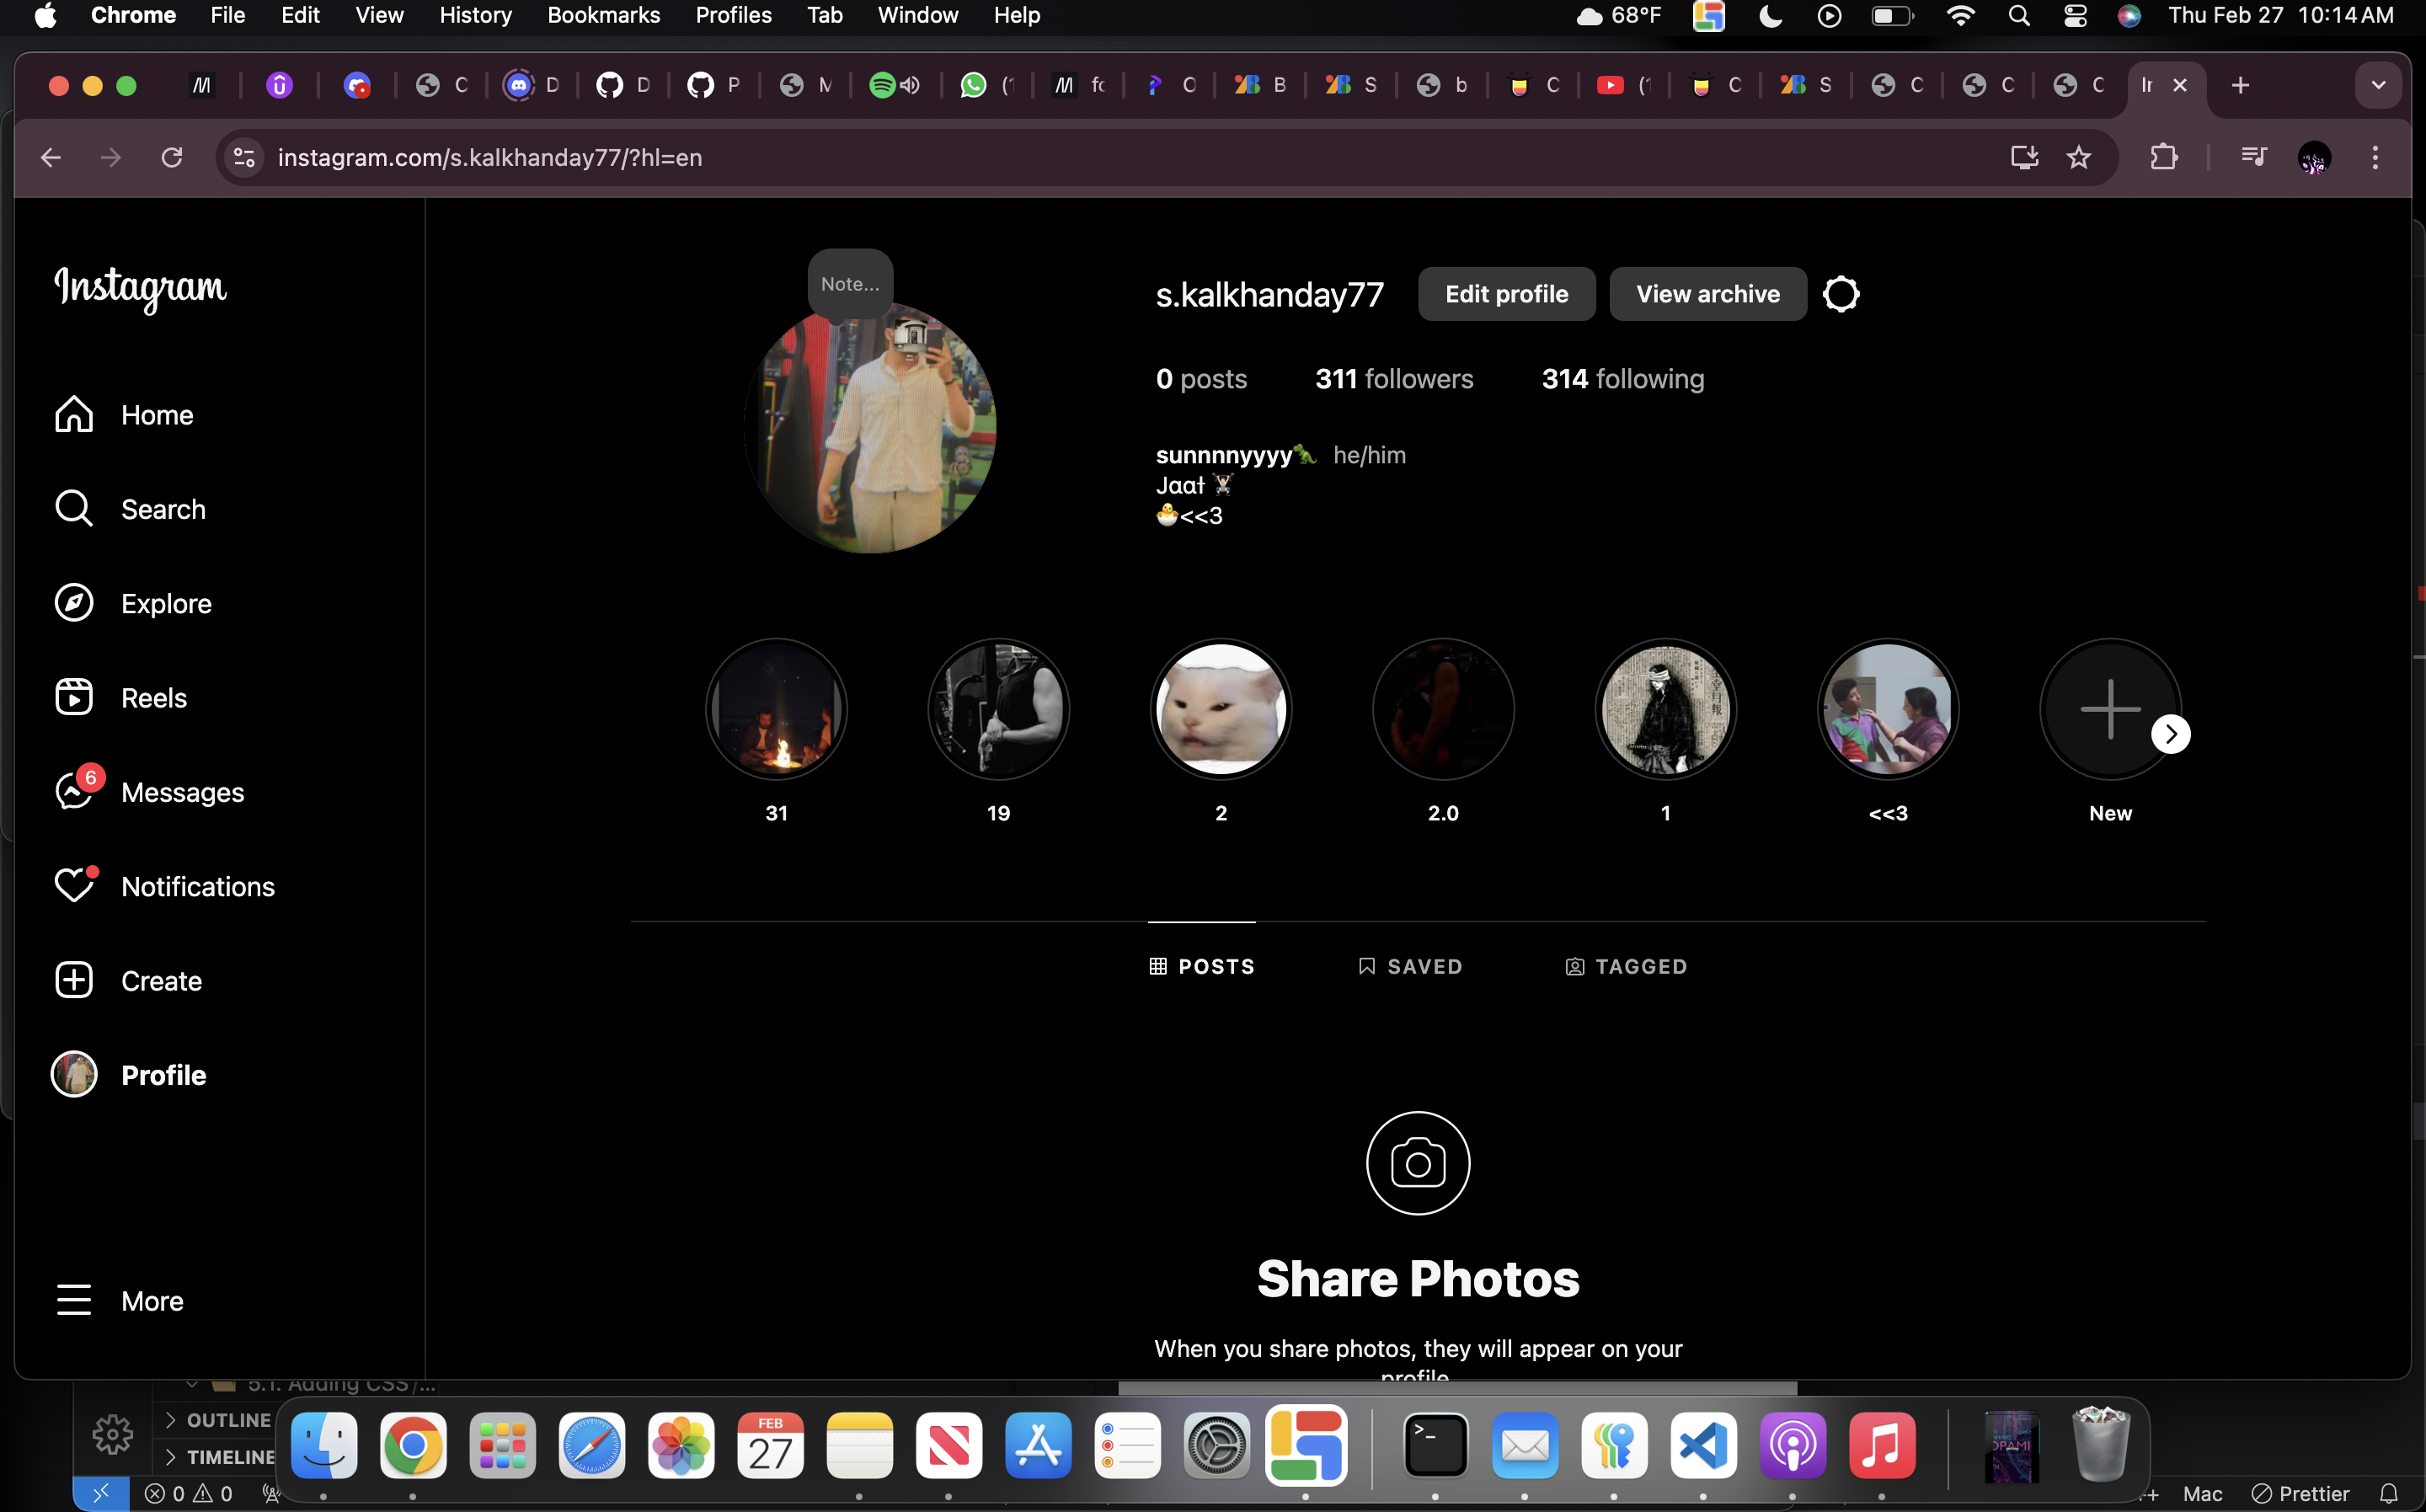 Chrome File Edit View History Bookmarks Profiles Tab Window Help 68°F Thu Feb 27 10:14 AM
C D D P M (1 fc C B S b C (1 C S C C C Ir
instagram.com/s.kalkhanday77/?hl=en
Instagram
Home
Search
Explore
Reels
6
Messages
Notifications
Create
Profile
More
Note...
s.kalkhanday77 Edit profile View archive
0 posts 311 followers 314 following
sunnnnyyyy🦖 he/him
Jaat 🏋
🐣<<3
31 19 2 2.0 1 <<3 New
POSTS SAVED TAGGED
Share Photos
When you share photos, they will appear on your
profile.
5.1. Adding CSS /...
OUTLINE
TIMELINE
FEB
27
0 0
Mac Prettier